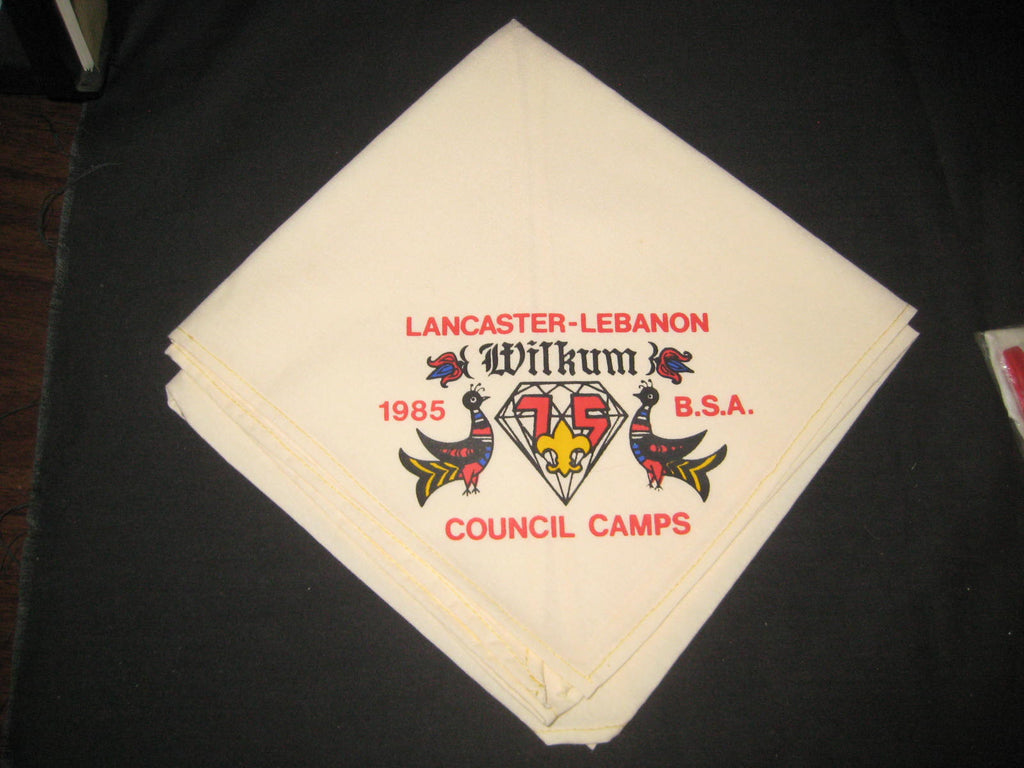 LANCASTER-LEBANON
Wilkum
1985 75 B.S.A.
COUNCIL CAMPS